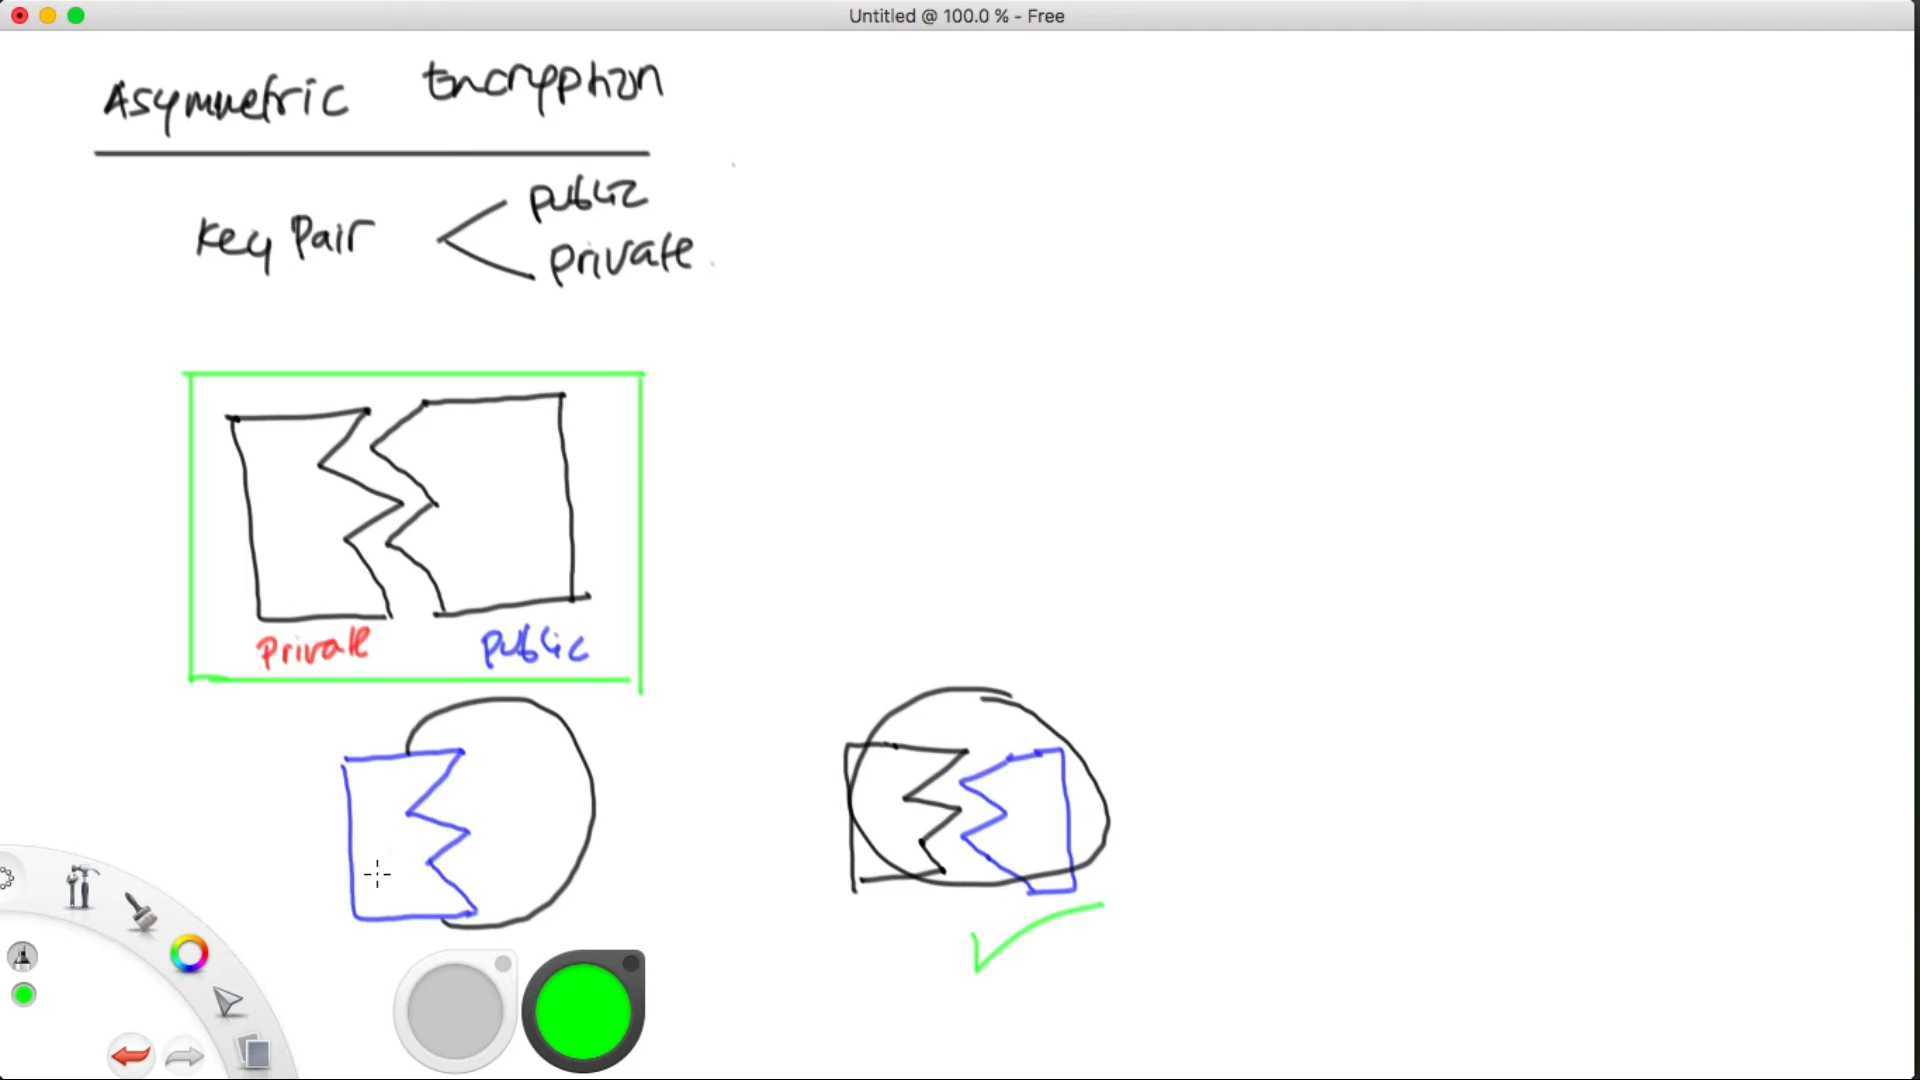 Untitled @ 100.0 % - Free
Asymmetric Encryption
Key Pair
public
private
Private
Public